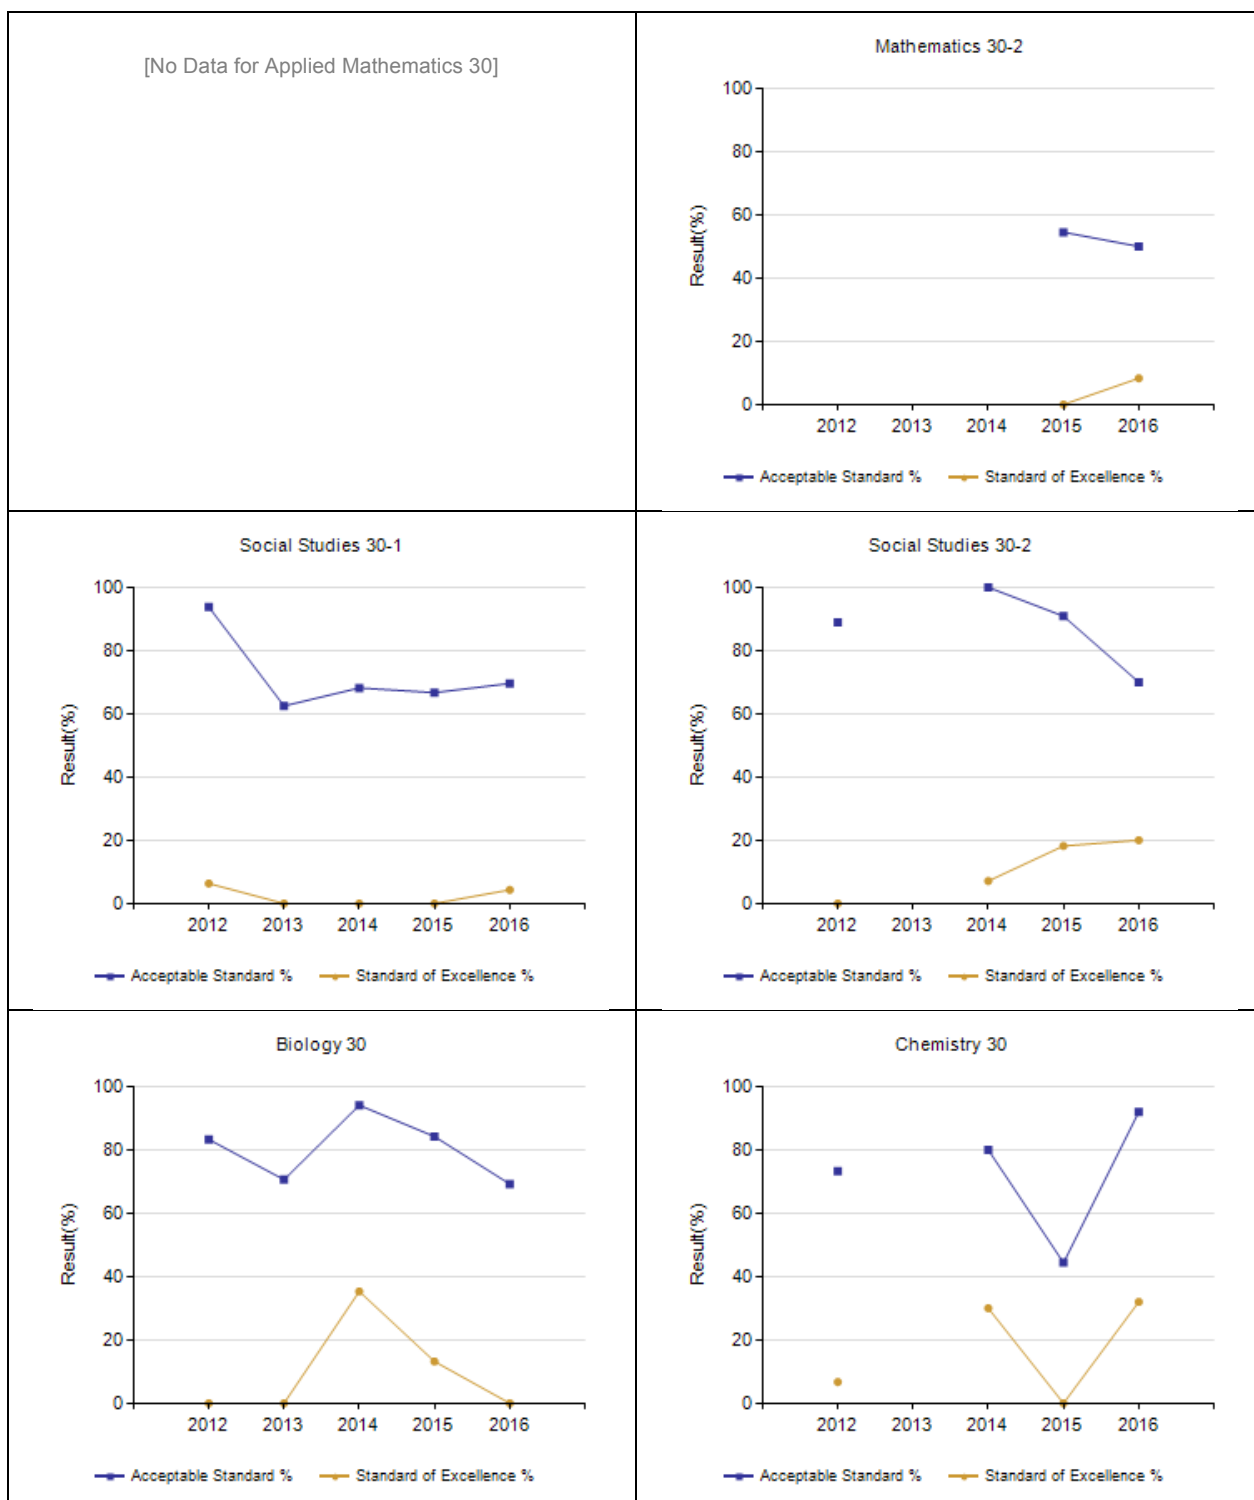 [No Data for Applied Mathematics 30]
Mathematics 30-2
100
80
60
40
20
0
Result(%)
2012 2013 2014 2015 2016
Acceptable Standard % Standard of Excellence %
Social Studies 30-1
100
80
60
40
20
0
Result(%)
2012 2013 2014 2015 2016
Acceptable Standard % Standard of Excellence %
Social Studies 30-2
100
80
60
40
20
0
Result(%)
2012 2013 2014 2015 2016
Acceptable Standard % Standard of Excellence %
Biology 30
100
80
60
40
20
0
Result(%)
2012 2013 2014 2015 2016
Acceptable Standard % Standard of Excellence %
Chemistry 30
100
80
60
40
20
0
Result(%)
2012 2013 2014 2015 2016
Acceptable Standard % Standard of Excellence %